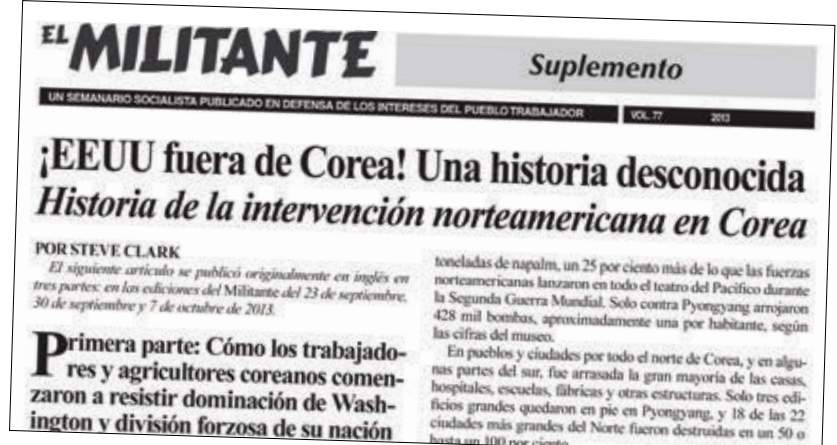 EL MILITANTE
Suplemento
UN SEMANARIO SOCIALISTA PUBLICADO EN DEFENSA DE LOS INTERESES DEL PUEBLO TRABAJADOR
VOL. 77 2013
¡EEUU fuera de Corea! Una historia desconocida
Historia de la intervención norteamericana en Corea
POR STEVE CLARK
El siguiente artículo se publicó originalmente en inglés en
tres partes: en las ediciones del Militante del 23 de septiembre,
30 de septiembre y 7 de octubre de 2013.
Primera parte: Cómo los trabajado-
res y agricultores coreanos comen-
zaron a resistir dominación de Wash-
ington y división forzosa de su nación
toneladas de napalm, un 25 por ciento más de lo que las fuerzas
norteamericanas lanzaron en todo el teatro del Pacífico durante
la Segunda Guerra Mundial. Solo contra Pyongyang arrojaron
428 mil bombas, aproximadamente una por habitante, según
las cifras del museo.
En pueblos y ciudades por todo el norte de Corea, y en algu-
nas partes del sur, fue arrasada la gran mayoría de las casas,
hospitales, escuelas, fábricas y otras estructuras. Solo tres edi-
ficios grandes quedaron en pie en Pyongyang, y 18 de las 22
ciudades más grandes del Norte fueron destruidas en un 50 o
hasta un 100 por ciento.